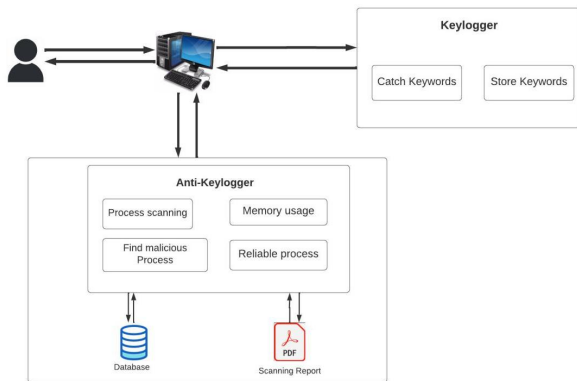 Keylogger
Catch Keywords
Store Keywords
Anti-Keylogger
Process scanning
Memory usage
Find malicious
Process
Reliable process
PDF
Database
Scanning Report